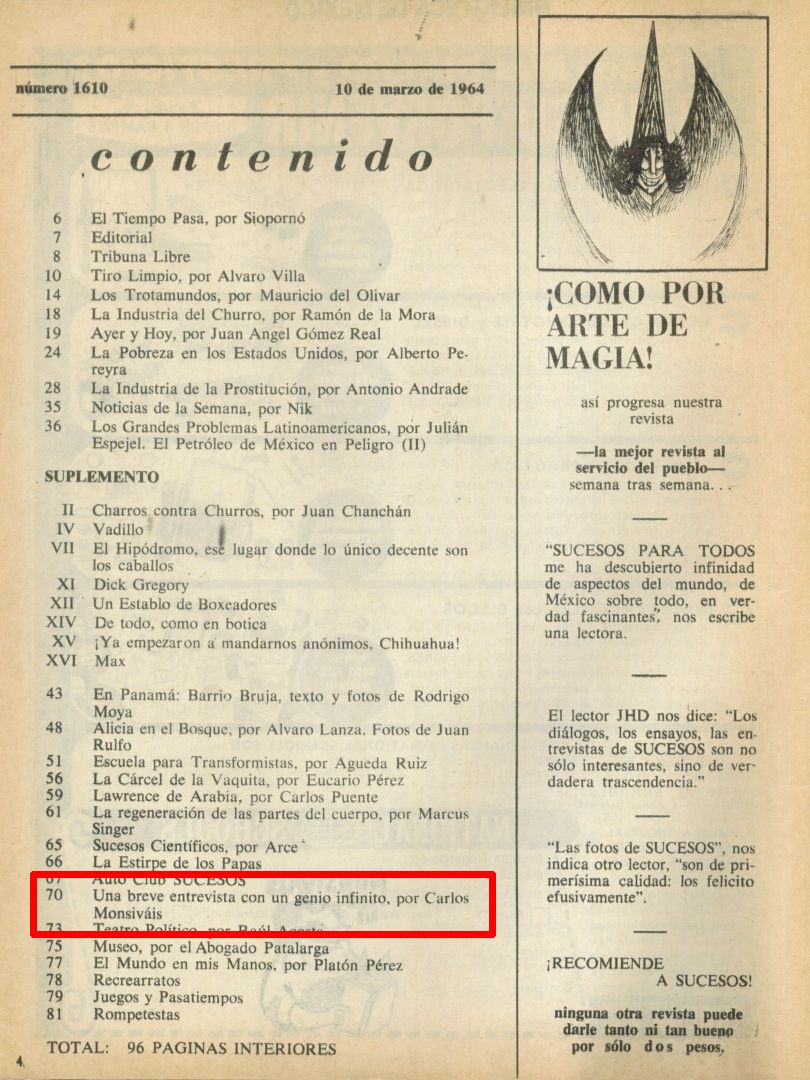 número 1610
10 de marzo de 1964
contenido
6 El Tiempo Pasa, por Siopornó
7 Editorial
8 Tribuna Libre
10 Tiro Limpio, por Alvaro Villa
14 Los Trotamundos, por Mauricio del Olivar
18 La Industria del Churro, por Ramón de la Mora
19 Ayer y Hoy, por Juan Angel Gómez Real
24 La Pobreza en los Estados Unidos, por Alberto Pe-
reyra
28 La Industria de la Prostitución, por Antonio Andrade
35 Noticias de la Semana, por Nik
36 Los Grandes Problemas Latinoamericanos, por Julián
Espejel. El Petróleo de México en Peligro (II)
SUPLEMENTO
II Charros contra Churros, por Juan Chanchán
IV Vadillo
VII El Hipódromo, ese lugar donde lo único decente son
los caballos
XI Dick Gregory
XII Un Establo de Boxeadores
XIV De todo, como en botica
XV ¡Ya empezaron a mandarnos anónimos, Chihuahua!
XVI Max
43 En Panamá: Barrio Bruja, texto y fotos de Rodrigo
Moya
48 Alicia en el Bosque, por Alvaro Lanza. Fotos de Juan
Rulfo
51 Escuela para Transformistas, por Agueda Ruiz
56 La Cárcel de la Vaquita, por Eucario Pérez
59 Lawrence de Arabia, por Carlos Puente
61 La regeneración de las partes del cuerpo, por Marcus
Singer
65 Sucesos Científicos, por Arce
66 La Estirpe de los Papas
67 Auto Club SUCESOS
70 Una breve entrevista con un genio infinito, por Carlos
Monsiváis
73 Teatro Político, por Raúl Acosta
75 Museo, por el Abogado Patalarga
77 El Mundo en mis Manos, por Platón Pérez
78 Recrearratos
79 Juegos y Pasatiempos
81 Rompetestas
TOTAL: 96 PAGINAS INTERIORES
4
¡COMO POR
ARTE DE
MAGIA!
así progresa nuestra
revista
—la mejor revista al
servicio del pueblo—
semana tras semana...
"SUCESOS PARA TODOS
me ha descubierto infinidad
de aspectos del mundo, de
México sobre todo, en ver-
dad fascinantes", nos escribe
una lectora.
El lector JHD nos dice: "Los
diálogos, los ensayos, las en-
trevistas de SUCESOS son no
sólo interesantes, sino de ver-
dadera trascendencia."
"Las fotos de SUCESOS", nos
indica otro lector, "son de pri-
merísima calidad: los felicito
efusivamente".
¡RECOMIENDE
A SUCESOS!
ninguna otra revista puede
darle tanto ni tan bueno
por sólo dos pesos.